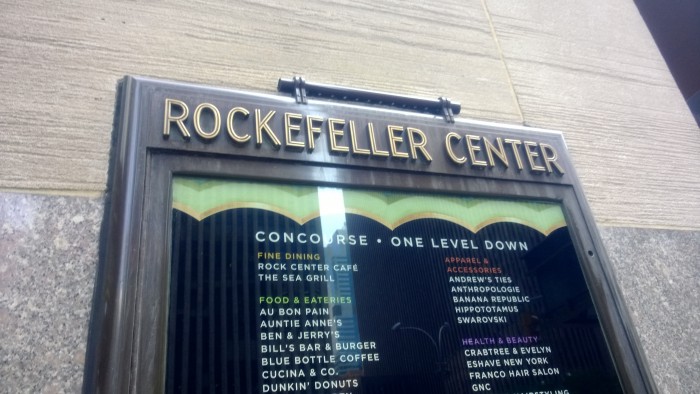 ROCKEFELLER CENTER
CONCOURSE • ONE LEVEL DOWN
FINE DINING
ROCK CENTER CAFÉ
THE SEA GRILL
FOOD & EATERIES
AU BON PAIN
AUNTIE ANNE'S
BEN & JERRY'S
BILL'S BAR & BURGER
BLUE BOTTLE COFFEE
CUCINA & CO.
DUNKIN' DONUTS
APPAREL &
ACCESSORIES
ANDREW'S TIES
ANTHROPOLOGIE
BANANA REPUBLIC
HIPPOTOTAMUS
SWAROVSKI
HEALTH & BEAUTY
CRABTREE & EVELYN
ESHAVE NEW YORK
FRANCO HAIR SALON
GNC